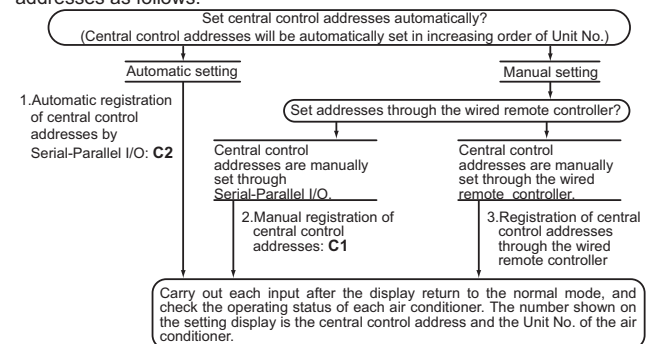 addresses as follows.
Set central control addresses automatically?
(Central control addresses will be automatically set in increasing order of Unit No.)
Automatic setting
Manual setting
1.Automatic registration
of central control
addresses by
Serial-Parallel I/O: C2
Set addresses through the wired remote controller?
Central control
addresses are manually
set through
Serial-Parallel I/O.
Central control
addresses are manually
set through the wired
remote controller.
2.Manual registration of
central control
addresses: C1
3.Registration of central
control addresses
through the wired
remote controller
Carry out each input after the display return to the normal mode, and
check the operating status of each air conditioner. The number shown on
the setting display is the central control address and the Unit No. of the air
conditioner.